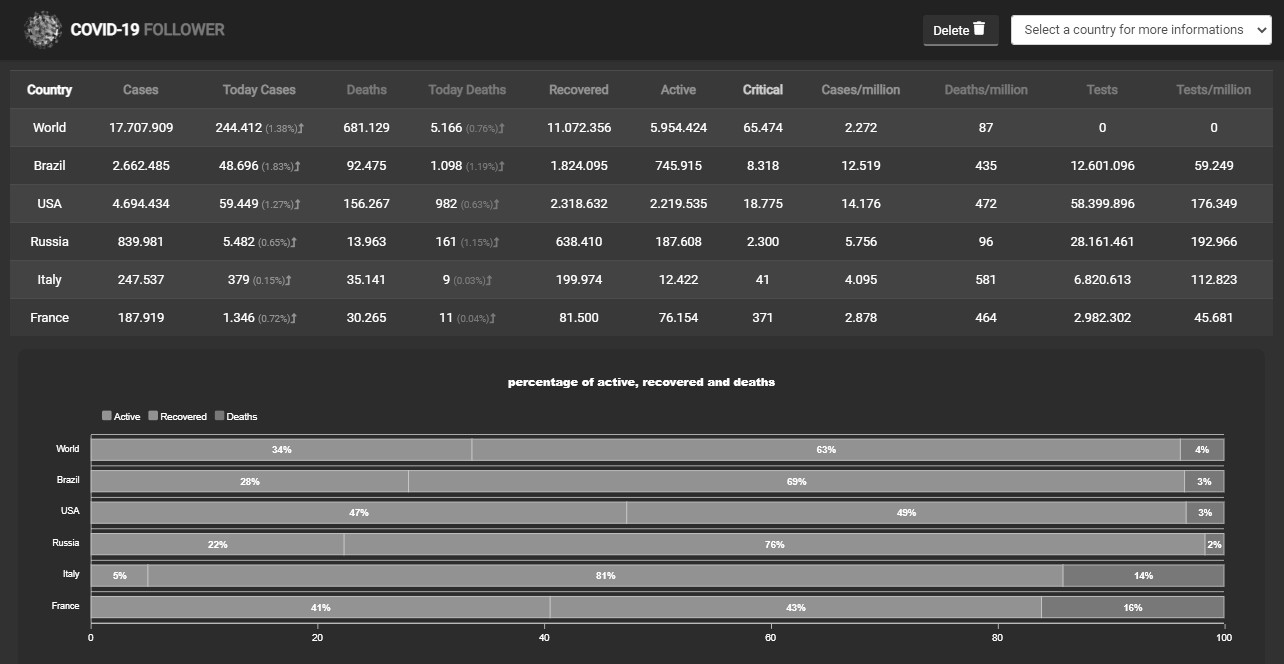 COVID-19 FOLLOWER Delete Select a country for more informations
Country Cases Today Cases Deaths Today Deaths Recovered Active Critical Cases/million Deaths/million Tests Tests/million
World 17.707.909 244.412 (1.38%) 681.129 5.166 (0.76%) 11.072.356 5.954.424 65.474 2.272 87 0 0
Brazil 2.662.485 48.696 (1.83%) 92.475 1.098 (1.19%) 1.824.095 745.915 8.318 12.519 435 12.601.096 59.249
USA 4.694.434 59.449 (1.27%) 156.267 982 (0.63%) 2.318.632 2.219.535 18.775 14.176 472 58.399.896 176.349
Russia 839.981 5.482 (0.65%) 13.963 161 (1.15%) 638.410 187.608 2.300 5.756 96 28.161.461 192.966
Italy 247.537 379 (0.15%) 35.141 9 (0.03%) 199.974 12.422 41 4.095 581 6.820.613 112.823
France 187.919 1.346 (0.72%) 30.265 11 (0.04%) 81.500 76.154 371 2.878 464 2.982.302 45.681
percentage of active, recovered and deaths
Active Recovered Deaths
World 34% 63% 4%
Brazil 28% 69% 3%
USA 47% 49% 3%
Russia 22% 76% 2%
Italy 5% 81% 14%
France 41% 43% 16%
0 20 40 60 80 100